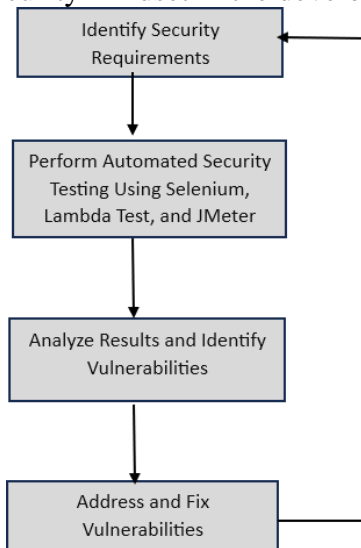 Identify Security
Requirements
Perform Automated Security
Testing Using Selenium,
Lambda Test, and JMeter
Analyze Results and Identify
Vulnerabilities
Address and Fix
Vulnerabilities